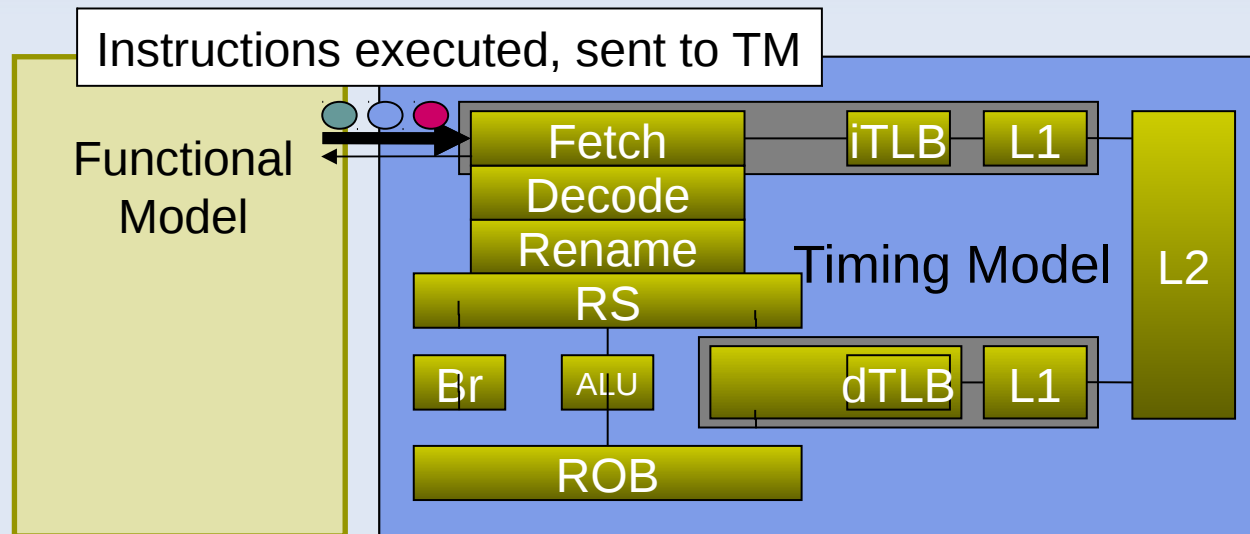 Instructions executed, sent to TM
Functional
Model
Fetch
iTLB
L1
Decode
Rename
Timing Model
L2
RS
Br
ALU
dTLB
L1
ROB